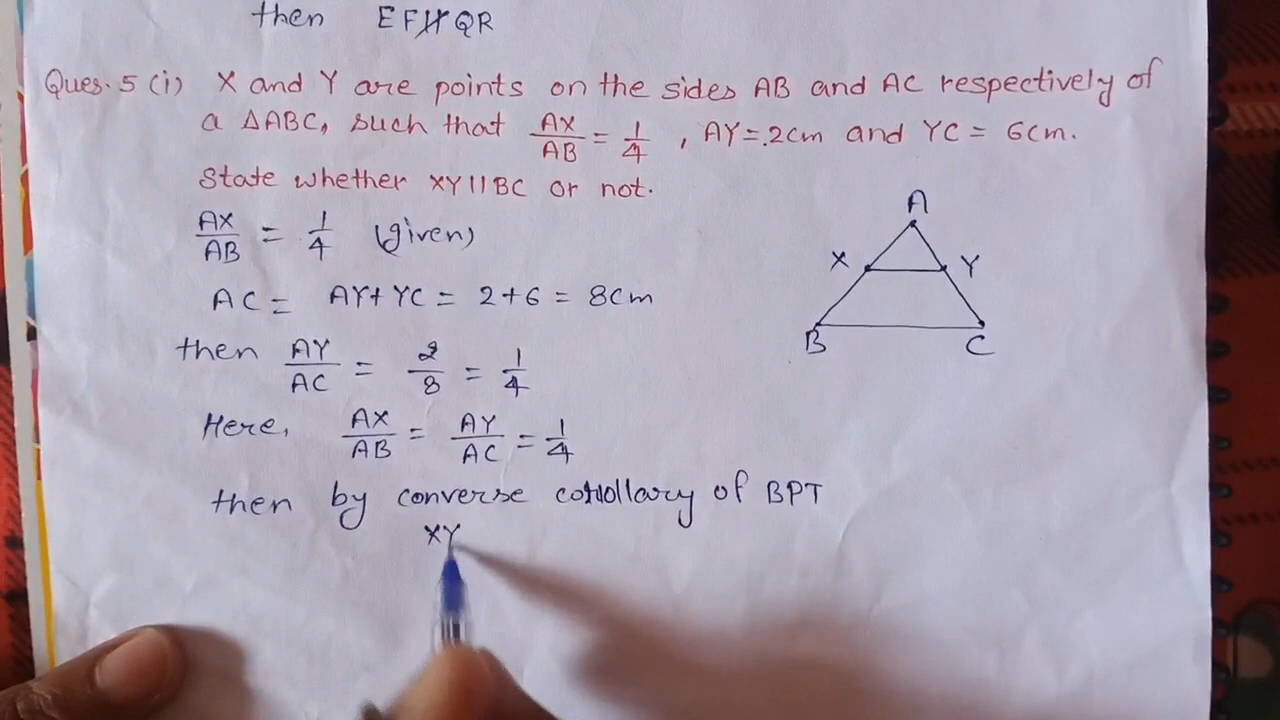 then EF∦QR
Ques. 5 (i) X and Y are points on the sides AB and AC respectively of
a ΔABC, such that AX/AB = 1/4 , AY=.2cm and YC = 6cm.
State whether XY||BC or not.
AX/AB = 1/4 (given)
AC = AY+YC = 2+6 = 8cm
then AY/AC = 2/8 = 1/4
Here, AX/AB = AY/AC = 1/4
then by converse corollary of BPT
XY
A
X Y
B C